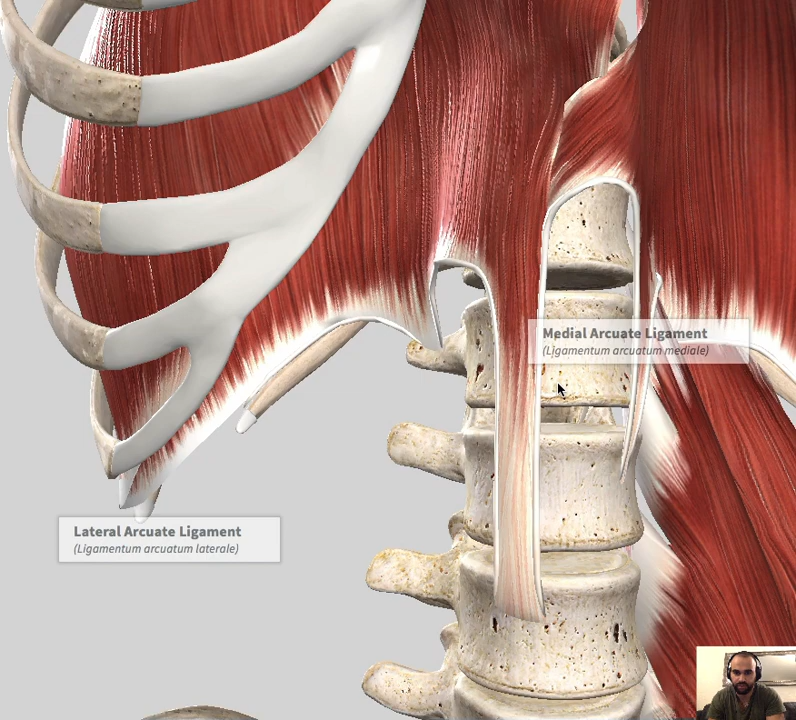 Medial Arcuate Ligament
(Ligamentum arcuatum mediale)
Lateral Arcuate Ligament
(Ligamentum arcuatum laterale)